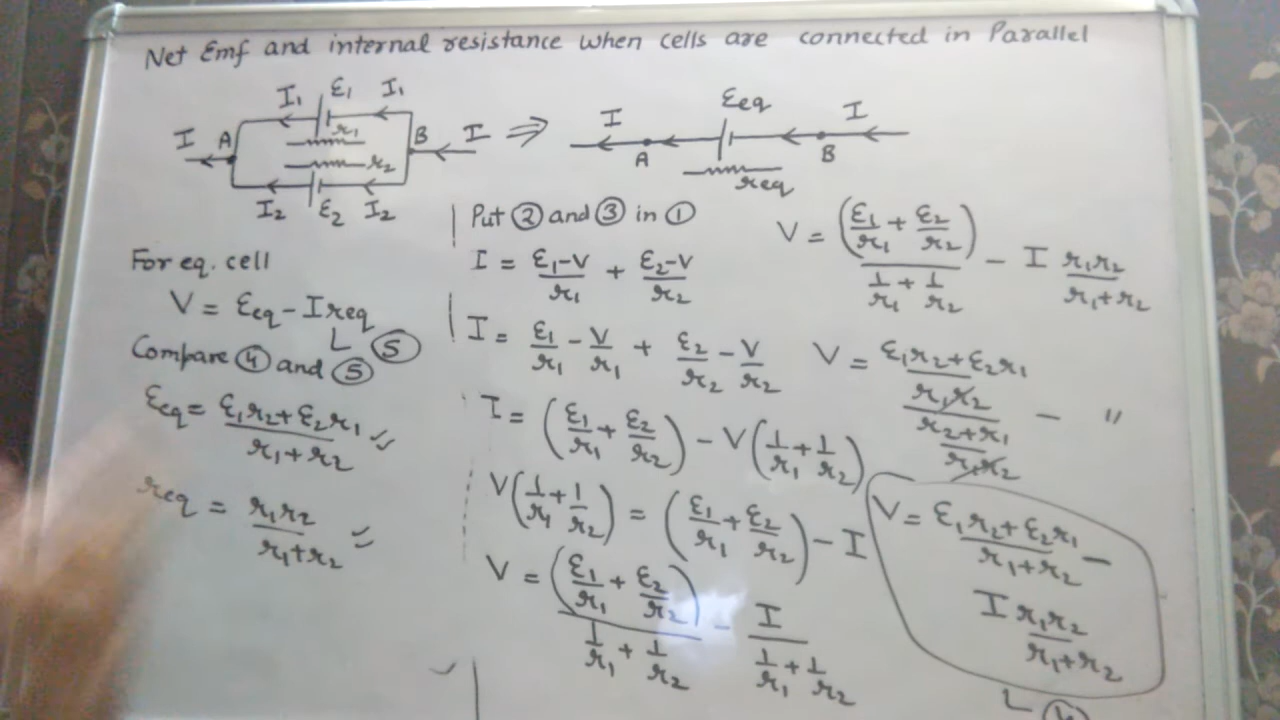 Net Emf and internal resistance when cells are connected in Parallel
I₁ ε₁ I₁
I A r₁ B I ⇒
r₂
I₂ ε₂ I₂
I εeq I
A B
req
For eq. cell
V = εeq - Ireq
⑤
Compare ④ and ⑤
εeq = (ε₁r₂+ε₂r₁)/(r₁+r₂)
req = r₁r₂/(r₁+r₂)
Put ② and ③ in ①
I = (ε₁-V)/r₁ + (ε₂-V)/r₂
I = ε₁/r₁ - V/r₁ + ε₂/r₂ - V/r₂
I = (ε₁/r₁ + ε₂/r₂) - V(1/r₁ + 1/r₂)
V(1/r₁ + 1/r₂) = (ε₁/r₁ + ε₂/r₂) - I
V = (ε₁/r₁ + ε₂/r₂)/(1/r₁ + 1/r₂) - I/(1/r₁ + 1/r₂)
V = (ε₁/r₁ + ε₂/r₂)/(1/r₁ + 1/r₂) - I r₁r₂/(r₁+r₂)
V = ((ε₁r₂+ε₂r₁)/(r₁r₂))/((r₂+r₁)/(r₁r₂)) - "
V = (ε₁r₂+ε₂r₁)/(r₁+r₂) -
I r₁r₂/(r₁+r₂)
④